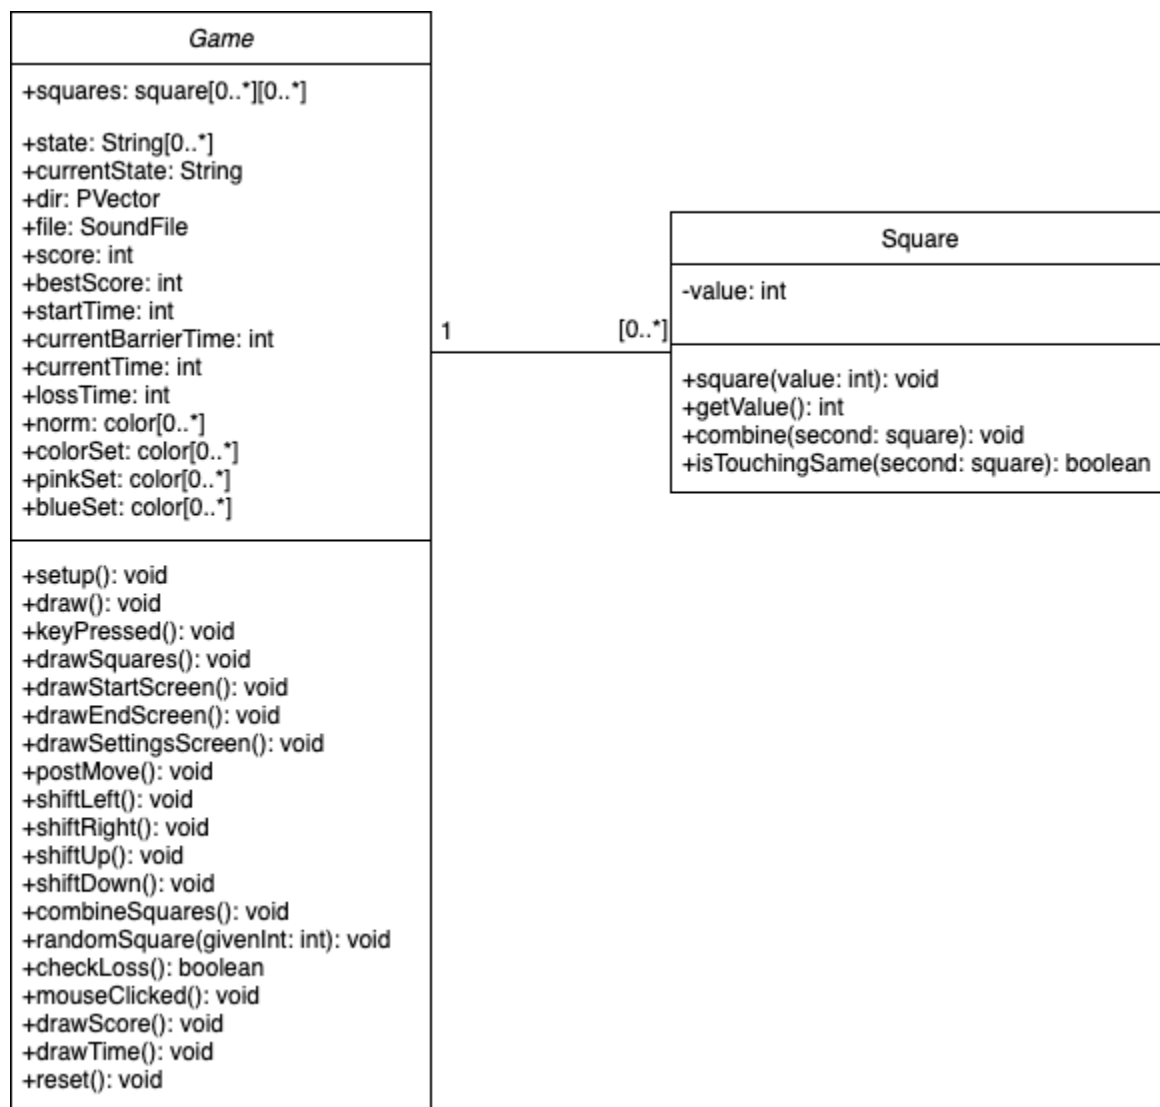 Game
+squares: square[0..*][0..*]
+state: String[0..*]
+currentState: String
+dir: PVector
+file: SoundFile
+score: int
+bestScore: int
+startTime: int
+currentBarrierTime: int
+currentTime: int
+lossTime: int
+norm: color[0..*]
+colorSet: color[0..*]
+pinkSet: color[0..*]
+blueSet: color[0..*]
+setup(): void
+draw(): void
+keyPressed(): void
+drawSquares(): void
+drawStartScreen(): void
+drawEndScreen(): void
+drawSettingsScreen(): void
+postMove(): void
+shiftLeft(): void
+shiftRight(): void
+shiftUp(): void
+shiftDown(): void
+combineSquares(): void
+randomSquare(givenInt: int): void
+checkLoss(): boolean
+mouseClicked(): void
+drawScore(): void
+drawTime(): void
+reset(): void
1
[0..*]
Square
-value: int
+square(value: int): void
+getValue(): int
+combine(second: square): void
+isTouchingSame(second: square): boolean